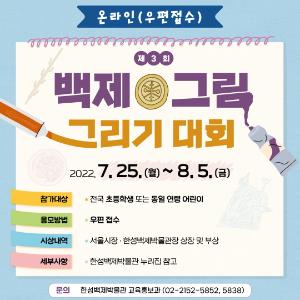 온라인(우편접수)
제3회
백제 그림
그리기 대회
2022, 7. 25.(월) ~ 8. 5.(금)
참가대상 • 전국 초등학생 또는 동일 연령 어린이
응모방법 • 우편 접수
시상내역 • 서울시장 · 한성백제박물관장 상장 및 부상
세부사항 • 한성백제박물관 누리집 참고
문의 한성백제박물관 교육홍보과 (02-2152-5852, 5838)